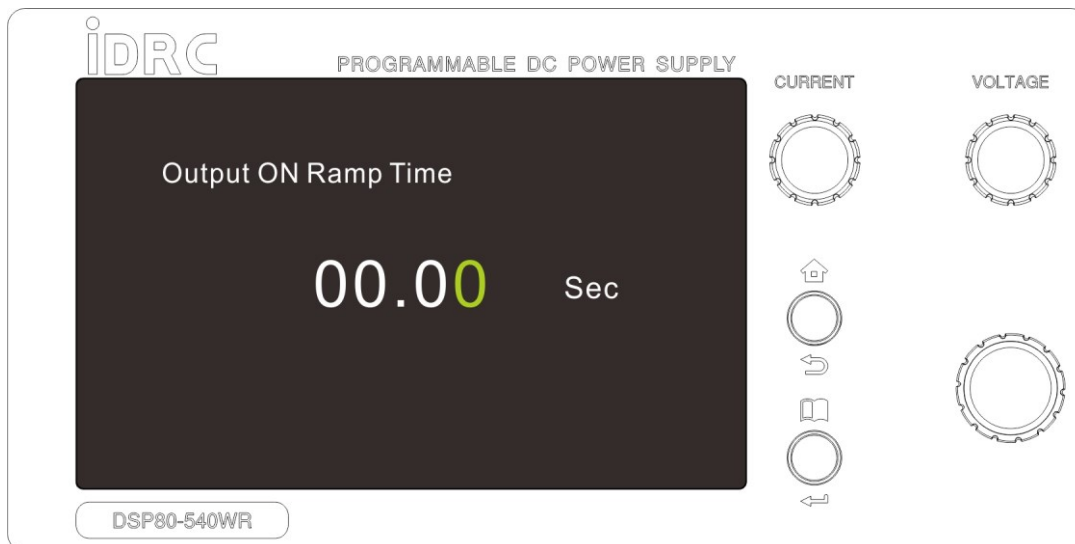 iDRC
PROGRAMMABLE DC POWER SUPPLY
CURRENT
VOLTAGE
Output ON Ramp Time
00.00 Sec
DSP80-540WR